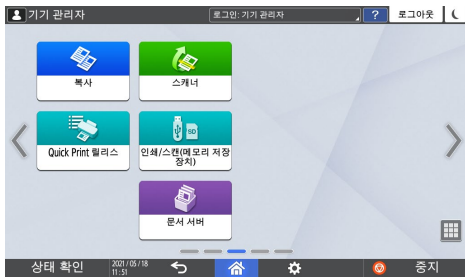 기기 관리자
로그인: 기기 관리자
?
로그아웃
복사
스캐너
Quick Print 릴리스
SD
인쇄/스캔(메모리 저장
장치)
문서 서버
상태 확인
2021/05/18
11:51
중지